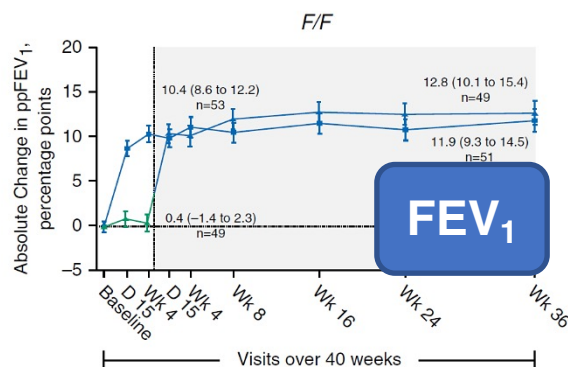 F/F
Absolute Change in ppFEV₁,
percentage points
20
15
10
5
0
−5
10.4 (8.6 to 12.2)
n=53
12.8 (10.1 to 15.4)
n=49
11.9 (9.3 to 14.5)
n=51
0.4 (−1.4 to 2.3)
n=49
FEV₁
Baseline
D 15
Wk 4
D 15
Wk 4
Wk 8
Wk 16
Wk 24
Wk 36
Visits over 40 weeks